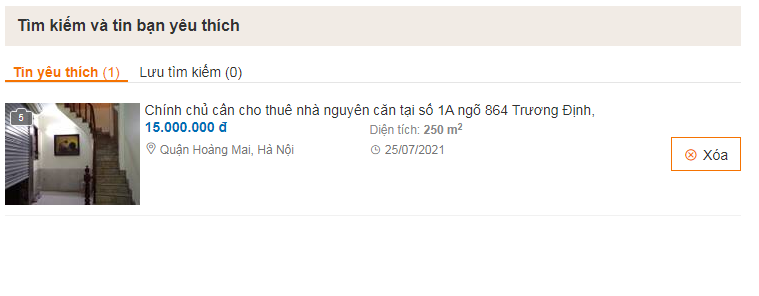 Tìm kiếm và tin bạn yêu thích
Tin yêu thích (1) Lưu tìm kiếm (0)
5
Chính chủ cần cho thuê nhà nguyên căn tại số 1A ngõ 864 Trương Định,
15.000.000 đ
Diện tích: 250 m²
Quận Hoàng Mai, Hà Nội
25/07/2021
Xóa